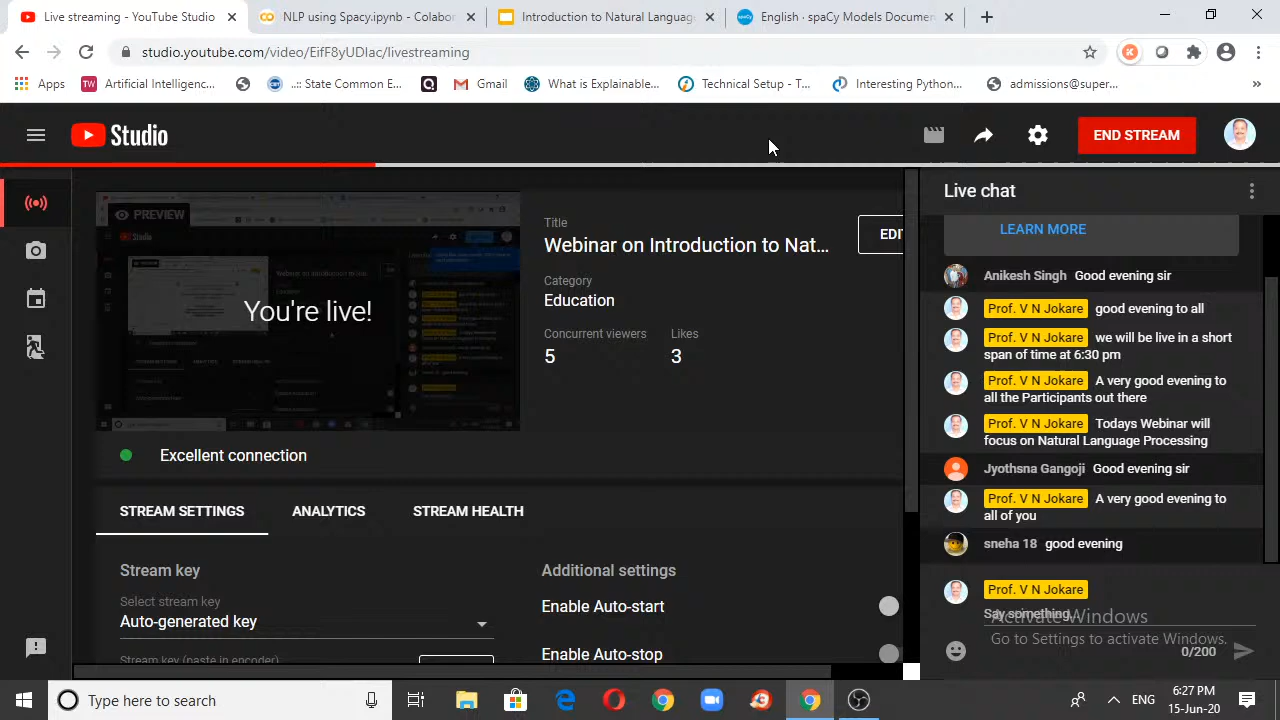 Live streaming - YouTube Studio
NLP using Spacy.ipynb - Colabo
Introduction to Natural Languag
English · spaCy Models Documen
studio.youtube.com/video/EifF8yUDIac/livestreaming
Apps
Artificial Intelligenc...
..:: State Common E...
Gmail
What is Explainable...
Technical Setup - T...
Interesting Python...
admissions@super...
»
Studio
END STREAM
PREVIEW
You're live!
Title
Webinar on Introduction to Nat...
EDI
Category
Education
Concurrent viewers
Likes
5
3
Excellent connection
STREAM SETTINGS
ANALYTICS
STREAM HEALTH
Stream key
Select stream key
Auto-generated key
Stream key (paste in encoder)
Additional settings
Enable Auto-start
Enable Auto-stop
Live chat
LEARN MORE
Anikesh Singh Good evening sir
Prof. V N Jokare good evening to all
Prof. V N Jokare we will be live in a short
span of time at 6:30 pm
Prof. V N Jokare A very good evening to
all the Participants out there
Prof. V N Jokare Todays Webinar will
focus on Natural Language Processing
Jyothsna Gangoji Good evening sir
Prof. V N Jokare A very good evening to
all of you
sneha 18 good evening
Prof. V N Jokare
Say something...
Activate Windows
Go to Settings to activate Windows.
0/200
Type here to search
ENG
6:27 PM
15-Jun-20